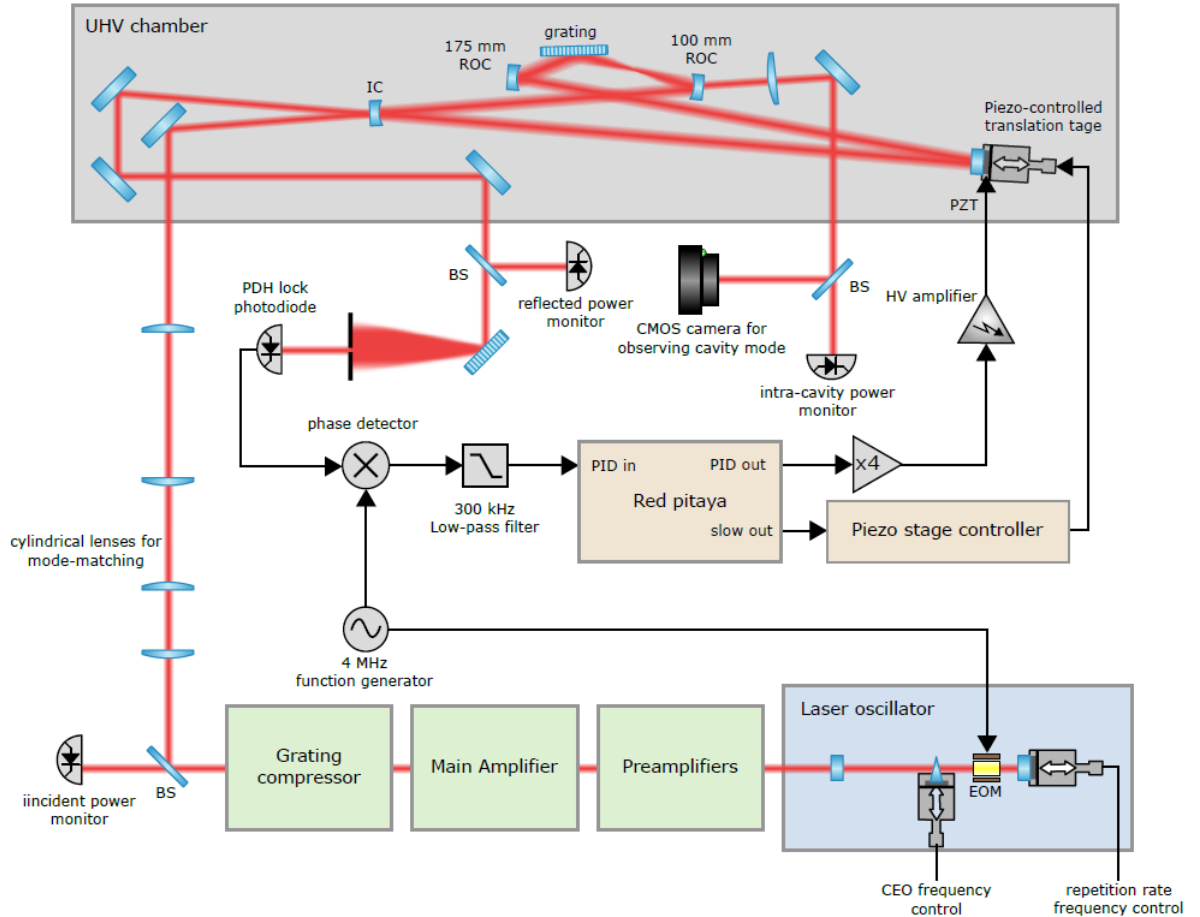 UHV chamber
grating
175 mm
ROC
100 mm
ROC
IC
Piezo-controlled
translation tage
PZT
BS
reflected power
monitor
PDH lock
photodiode
CMOS camera for
observing cavity mode
BS
HV amplifier
intra-cavity power
monitor
phase detector
300 kHz
Low-pass filter
PID in
PID out
Red pitaya
slow out
x4
Piezo stage controller
cylindrical lenses for
mode-matching
4 MHz
function generator
Laser oscillator
Grating
compressor
Main Amplifier
Preamplifiers
EOM
BS
iincident power
monitor
CEO frequency
control
repetition rate
frequency control